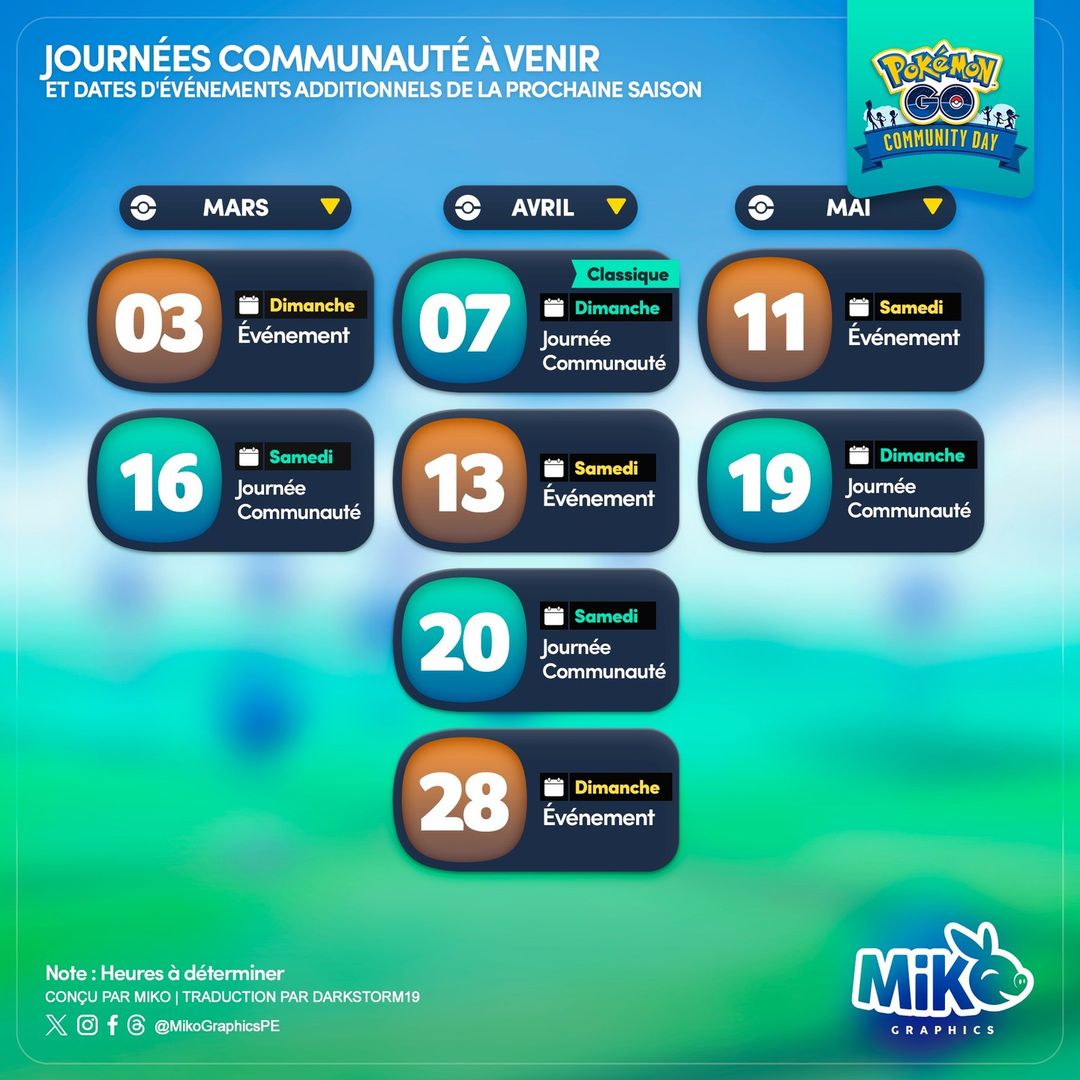 JOURNÉES COMMUNAUTÉ À VENIR
ET DATES D'ÉVÉNEMENTS ADDITIONNELS DE LA PROCHAINE SAISON
POKÉMON
GO
COMMUNITY DAY
MARS
03
Dimanche
Événement
16
Samedi
Journée
Communauté
AVRIL
Classique
07
Dimanche
Journée
Communauté
13
Samedi
Événement
20
Samedi
Journée
Communauté
28
Dimanche
Événement
MAI
11
Samedi
Événement
19
Dimanche
Journée
Communauté
Note : Heures à déterminer
CONÇU PAR MIKO | TRADUCTION PAR DARKSTORM19
@MikoGraphicsPE
MiKO
GRAPHICS